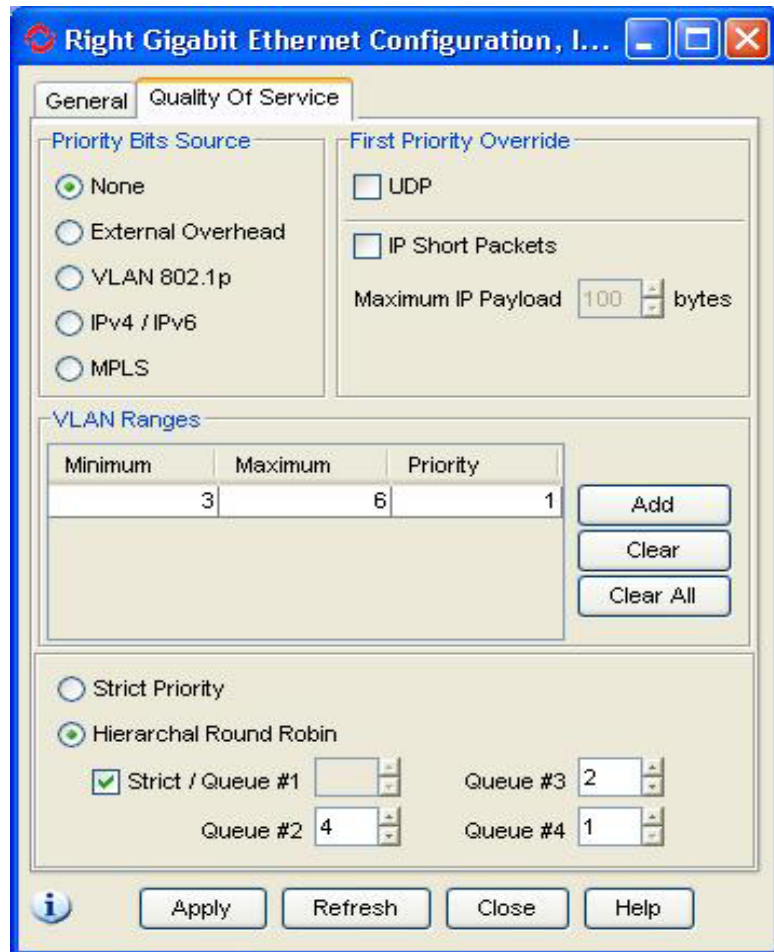 Right Gigabit Ethernet Configuration, I...
General
Quality Of Service
Priority Bits Source
None
External Overhead
VLAN 802.1p
IPv4 / IPv6
MPLS
First Priority Override
UDP
IP Short Packets
Maximum IP Payload 100 bytes
VLAN Ranges
Minimum Maximum Priority
3 6 1
Add
Clear
Clear All
Strict Priority
Hierarchal Round Robin
Strict / Queue #1
Queue #3 2
Queue #2 4
Queue #4 1
i
Apply Refresh Close Help